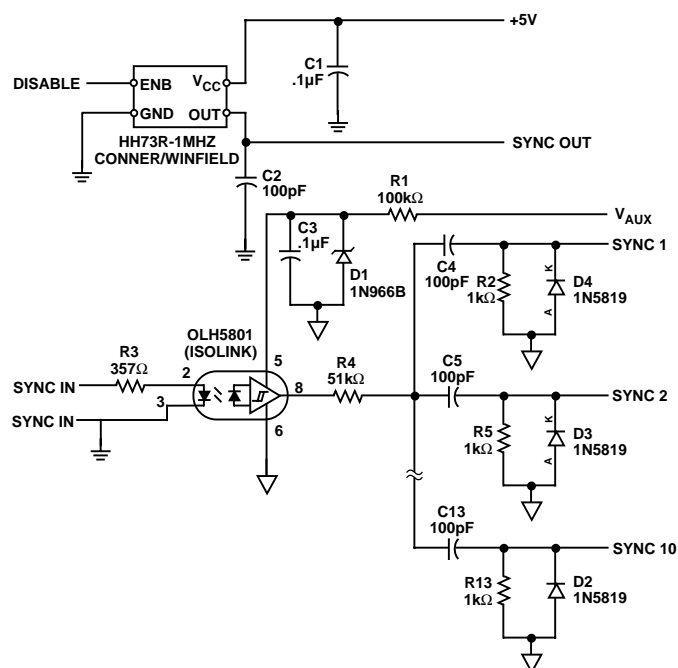 +5V
C1
.1µF
DISABLE
ENB
VCC
GND
OUT
HH73R-1MHZ
CONNER/WINFIELD
SYNC OUT
C2
100pF
R1
100kΩ
VAUX
C3
.1µF
D1
1N966B
C4
100pF
SYNC 1
R2
1kΩ
K
A
D4
1N5819
OLH5801
(ISOLINK)
5
R3
357Ω
SYNC IN
2
8
R4
51kΩ
C5
100pF
SYNC 2
SYNC IN
3
6
R5
1kΩ
K
A
D3
1N5819
C13
100pF
SYNC 10
R13
1kΩ
D2
1N5819